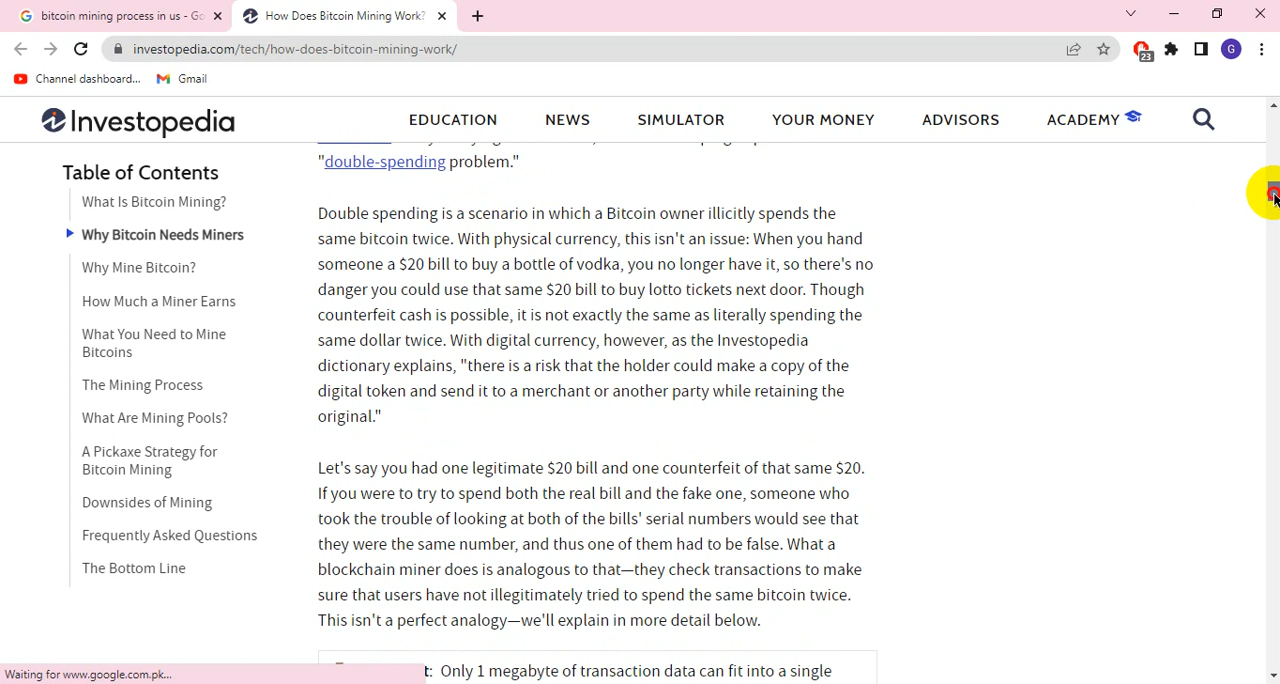 bitcoin mining process in us - Go
How Does Bitcoin Mining Work?
investopedia.com/tech/how-does-bitcoin-mining-work/
23
G
Channel dashboard...
Gmail
Investopedia
EDUCATION
NEWS
SIMULATOR
YOUR MONEY
ADVISORS
ACADEMY
Table of Contents
What Is Bitcoin Mining?
Why Bitcoin Needs Miners
Why Mine Bitcoin?
How Much a Miner Earns
What You Need to Mine
Bitcoins
The Mining Process
What Are Mining Pools?
A Pickaxe Strategy for
Bitcoin Mining
Downsides of Mining
Frequently Asked Questions
The Bottom Line
"double-spending problem."
Double spending is a scenario in which a Bitcoin owner illicitly spends the
same bitcoin twice. With physical currency, this isn't an issue: When you hand
someone a $20 bill to buy a bottle of vodka, you no longer have it, so there's no
danger you could use that same $20 bill to buy lotto tickets next door. Though
counterfeit cash is possible, it is not exactly the same as literally spending the
same dollar twice. With digital currency, however, as the Investopedia
dictionary explains, "there is a risk that the holder could make a copy of the
digital token and send it to a merchant or another party while retaining the
original."
Let's say you had one legitimate $20 bill and one counterfeit of that same $20.
If you were to try to spend both the real bill and the fake one, someone who
took the trouble of looking at both of the bills' serial numbers would see that
they were the same number, and thus one of them had to be false. What a
blockchain miner does is analogous to that—they check transactions to make
sure that users have not illegitimately tried to spend the same bitcoin twice.
This isn't a perfect analogy—we'll explain in more detail below.
t: Only 1 megabyte of transaction data can fit into a single
Waiting for www.google.com.pk...